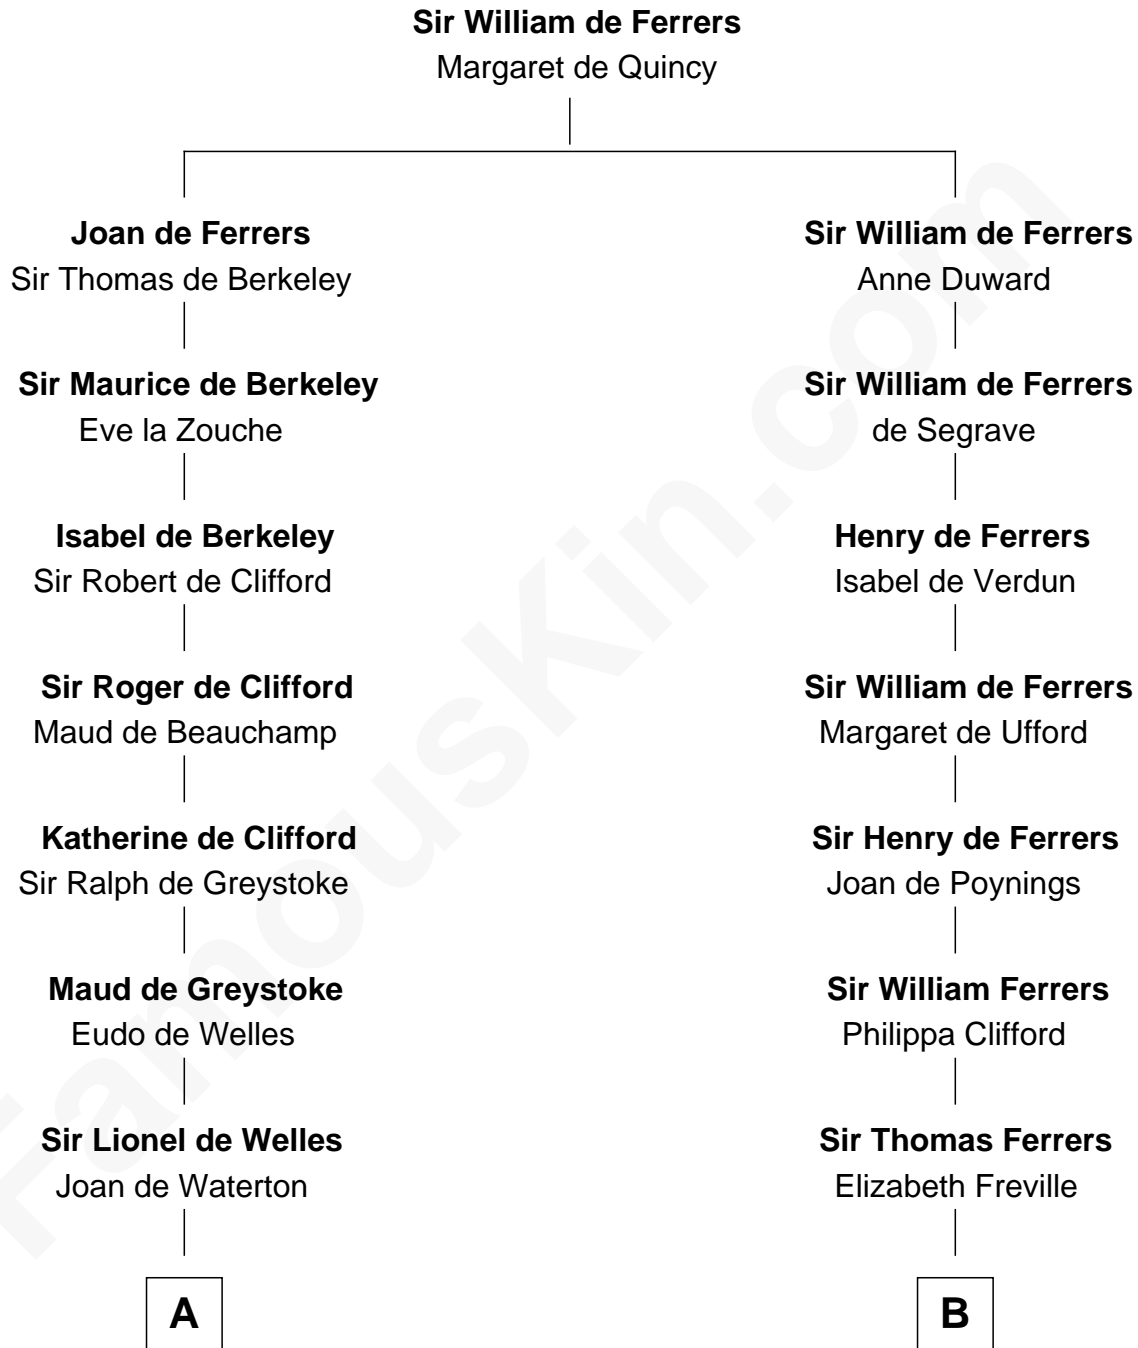 Sir William de Ferrers
Margaret de Quincy
Joan de Ferrers
Sir Thomas de Berkeley
Sir William de Ferrers
Anne Duward
Sir Maurice de Berkeley
Eve la Zouche
Sir William de Ferrers
de Segrave
Isabel de Berkeley
Sir Robert de Clifford
Henry de Ferrers
Isabel de Verdun
Sir Roger de Clifford
Maud de Beauchamp
Sir William de Ferrers
Margaret de Ufford
Katherine de Clifford
Sir Ralph de Greystoke
Sir Henry de Ferrers
Joan de Poynings
Maud de Greystoke
Eudo de Welles
Sir William Ferrers
Philippa Clifford
Sir Lionel de Welles
Joan de Waterton
Sir Thomas Ferrers
Elizabeth Freville
A
B
FamousKin.com